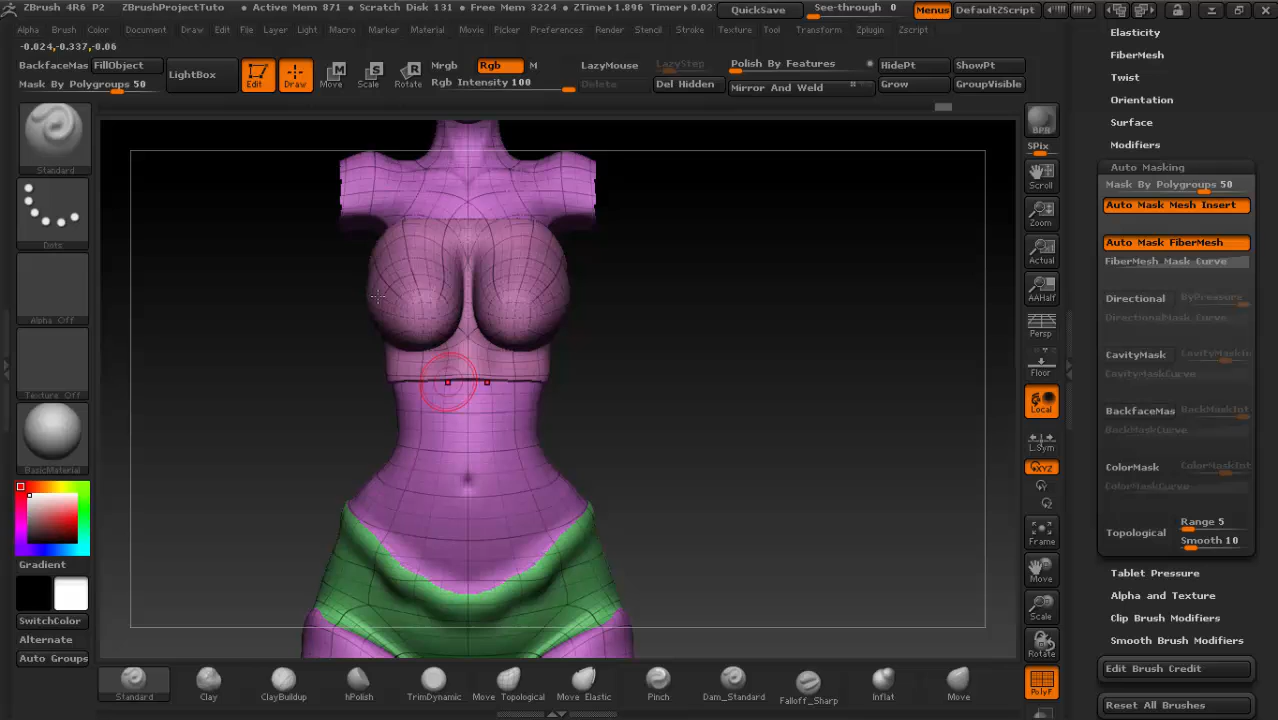 ZBrush 4R6 P2 ZBrushProjectTuto • Active Mem 871 • Scratch Disk 131 • Free Mem 3224 • ZTime▸1.896 Timer▸0.02 QuickSave See-through 0 Menus DefaultZScript
Alpha Brush Color Document Draw Edit File Layer Light Macro Marker Material Movie Picker Preferences Render Stencil Stroke Texture Tool Transform Zplugin Zscript
-0.024,-0.337,-0.06
BackfaceMas FillObject LightBox Edit Draw Move Scale Rotate Mrgb Rgb M LazyMouse LazyStep Polish By Features HidePt ShowPt
Mask By Polygroups 50 Rgb Intensity 100 Delete Del Hidden Mirror And Weld Grow GroupVisible
Standard
Dots
Alpha Off
Texture Off
BasicMaterial
Gradient
SwitchColor
Alternate
Auto Groups
BPR
SPix
Scroll
Zoom
Actual
AAHalf
Persp
Floor
Local
L.Sym
XYZ
Y
Frame
Move
Scale
Rotate
PolyF
Elasticity
FiberMesh
Twist
Orientation
Surface
Modifiers
Auto Masking
Mask By Polygroups 50
Auto Mask Mesh Insert
Auto Mask FiberMesh
FiberMesh Mask Curve
Directional ByPreasure
DirectionalMask Curve
CavityMask CavityMaskIn
CavityMaskCurve
BackfaceMas BackMaskInt
BackMaskCurve
ColorMask ColorMaskInt
ColorMaskCurve
Topological Range 5
Smooth 10
Tablet Pressure
Alpha and Texture
Clip Brush Modifiers
Smooth Brush Modifiers
Edit Brush Credit
Reset All Brushes
Standard Clay ClayBuildup hPolish TrimDynamic Move Topological Move Elastic Pinch Dam_Standard Falloff_Sharp Inflat Move